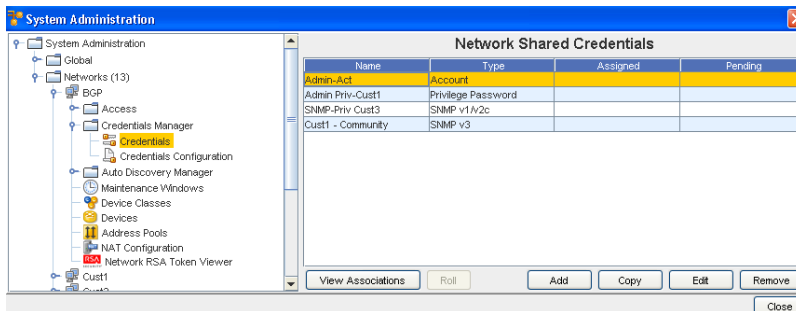 System Administration
System Administration
Global
Networks (13)
BGP
Access
Credentials Manager
Credentials
Credentials Configuration
Auto Discovery Manager
Maintenance Windows
Device Classes
Devices
Address Pools
NAT Configuration
RSA Network RSA Token Viewer
Cust1
Network Shared Credentials
Name Type Assigned Pending
Admin-Act Account
Admin Priv-Cust1 Privilege Password
SNMP-Priv Cust3 SNMP v1/v2c
Cust1 - Community SNMP v3
View Associations Roll Add Copy Edit Remove
Close